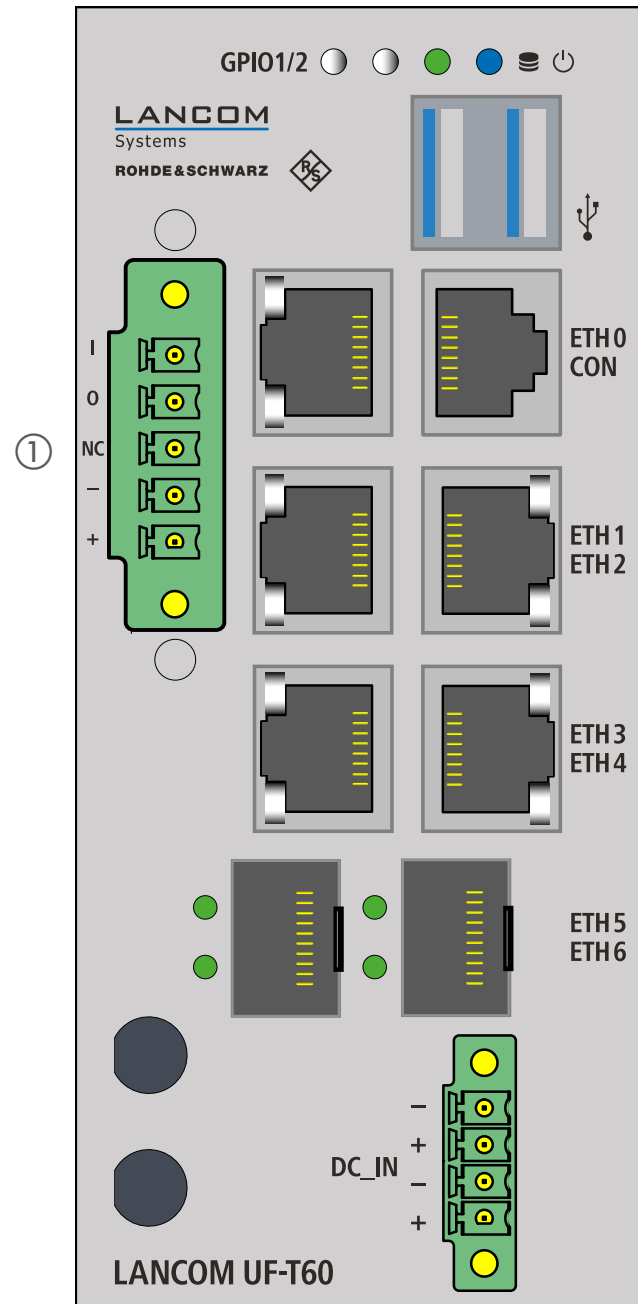 GPIO1/2
LANCOM
Systems
ROHDE&SCHWARZ
R
S
ETH 0
CON
I
O
①
NC
–
+
ETH 1
ETH 2
ETH 3
ETH 4
ETH 5
ETH 6
–
+
DC_IN
–
+
LANCOM UF-T60